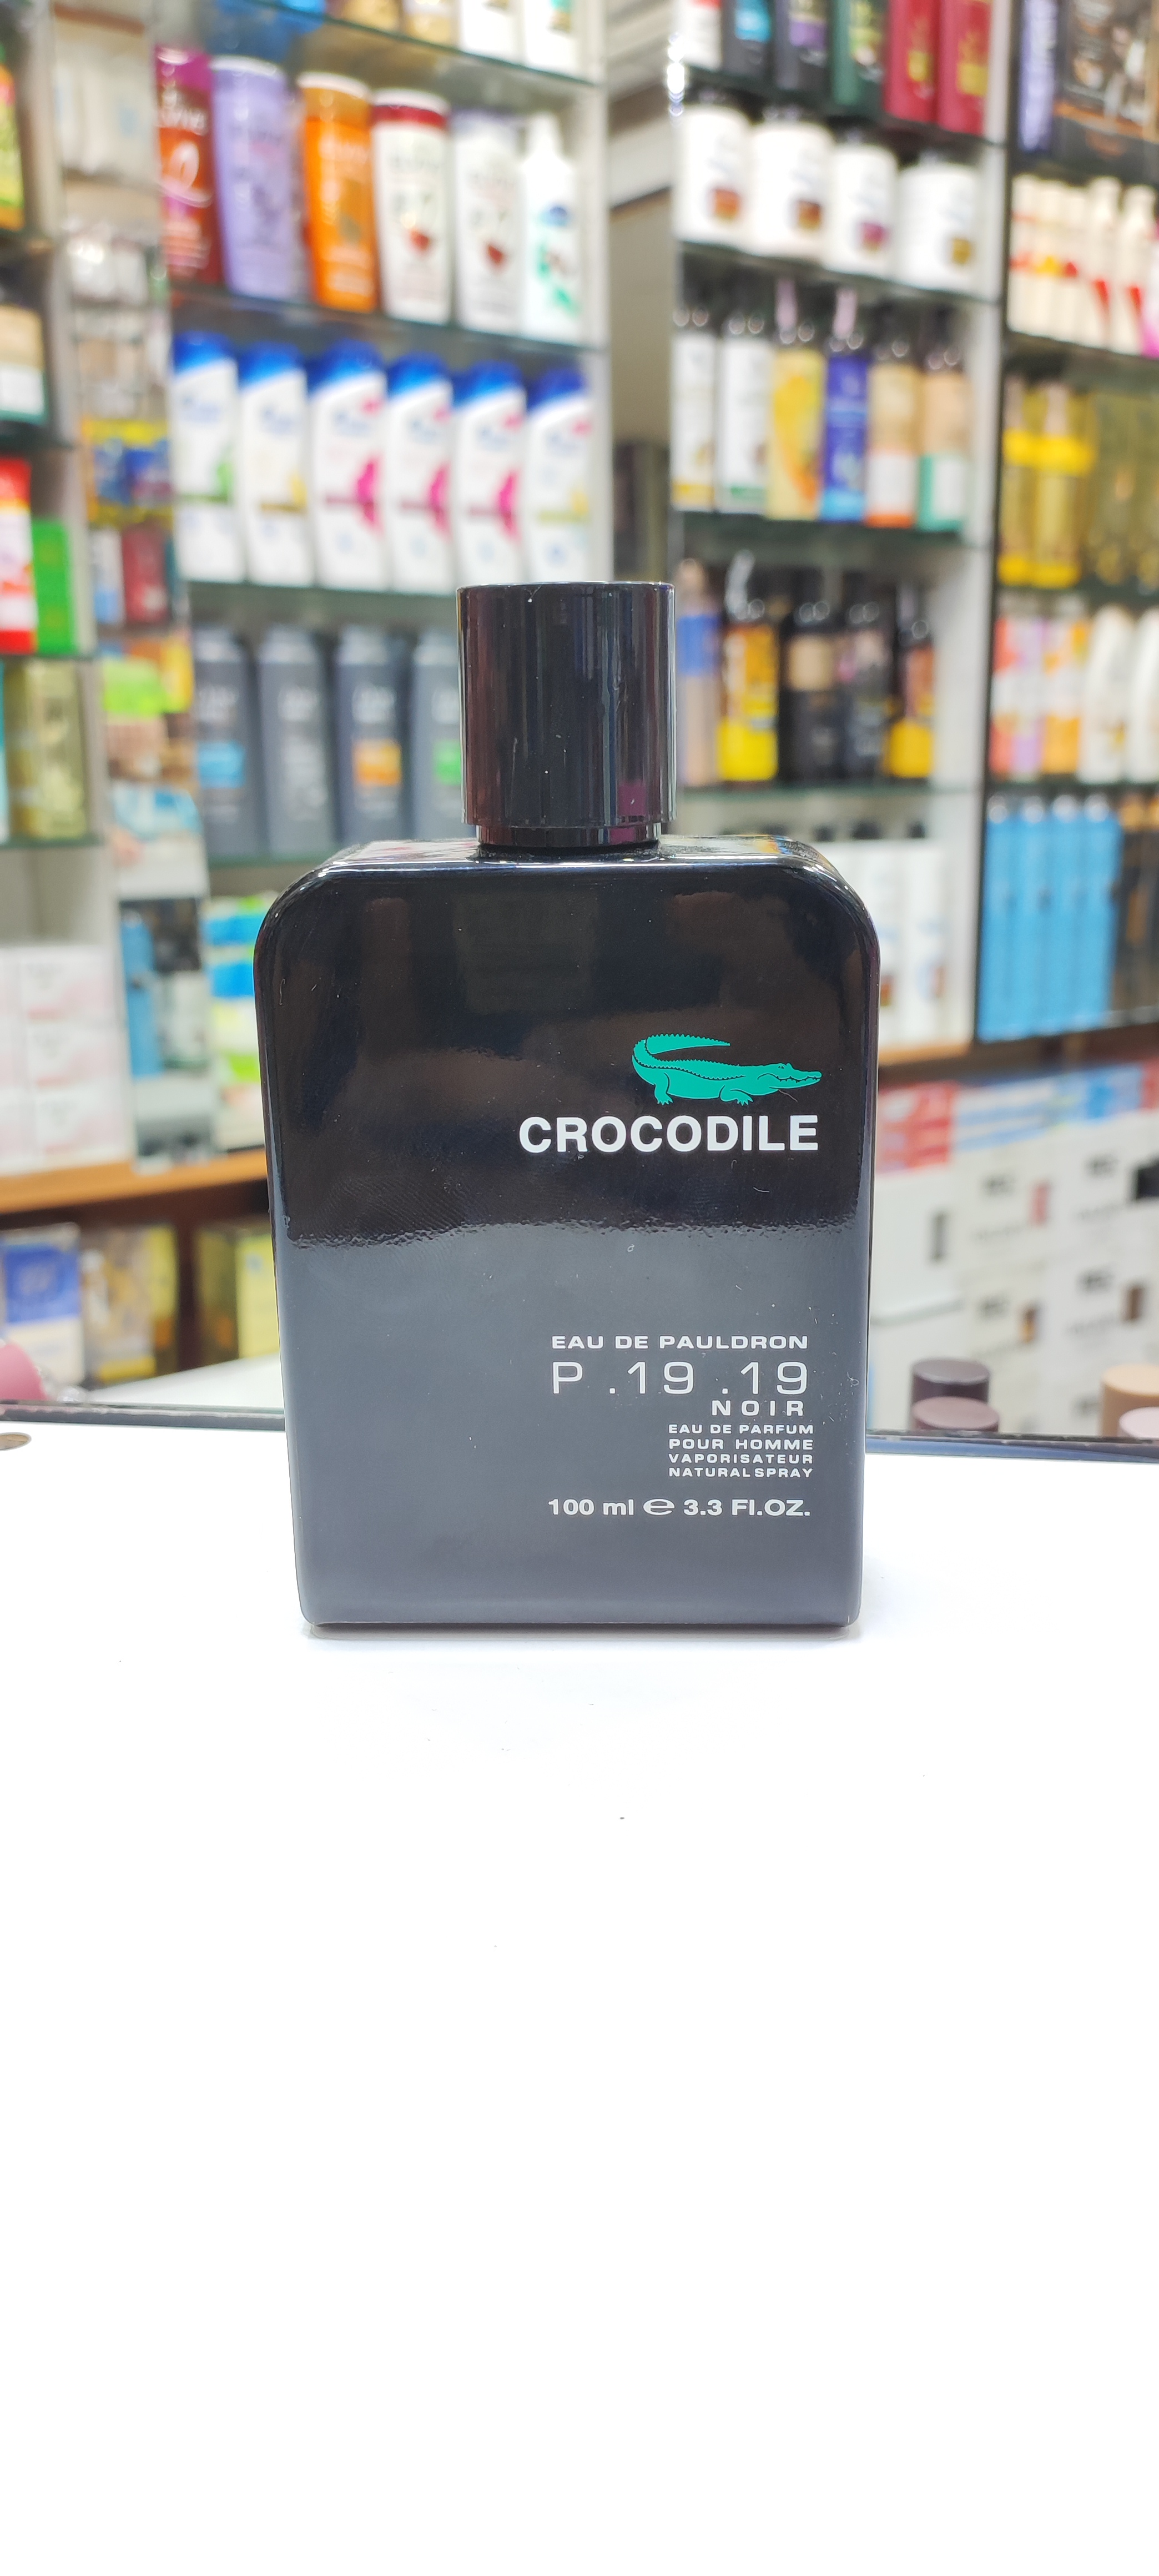 CROCODILE
EAU DE PAULDRON
P .19 .19
NOIR
EAU DE PARFUM
POUR HOMME
VAPORISATEUR
NATURAL SPRAY
100 ml ℮ 3.3 Fl.OZ.